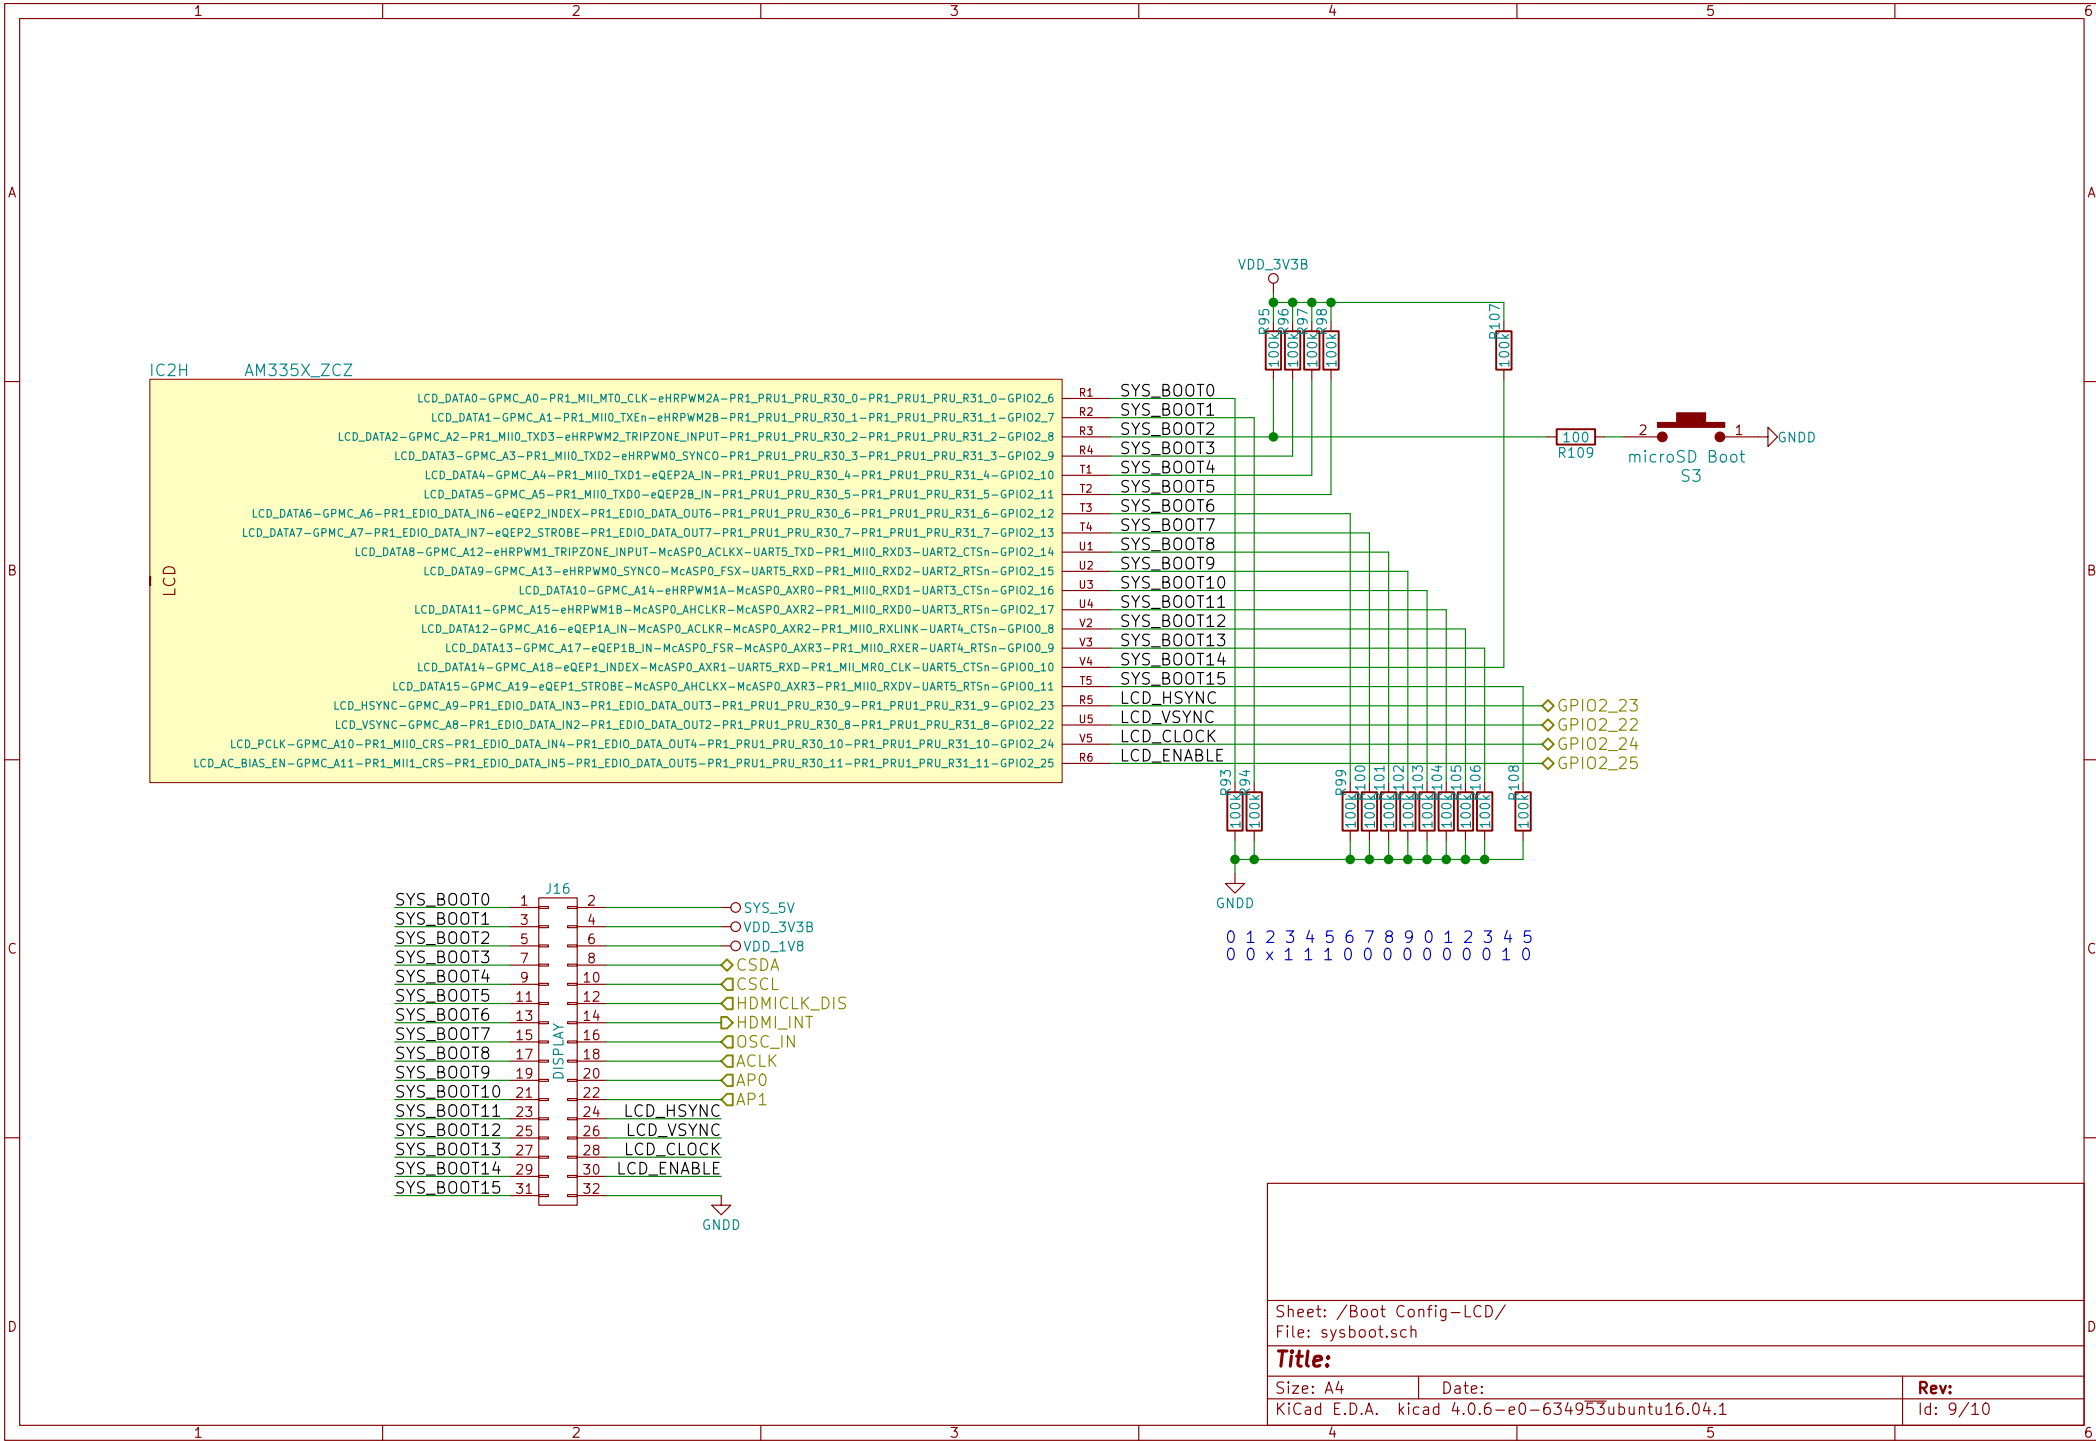 1 2 3 4 5 6
A A
VDD_3V3B
R95 R96 R97 R98 R107
100k 100k 100k 100k 100k
IC2H AM335X_ZCZ
LCD
LCD_DATA0-GPMC_A0-PR1_MII_MT0_CLK-eHRPWM2A-PR1_PRU1_PRU_R30_0-PR1_PRU1_PRU_R31_0-GPIO2_6 R1 SYS_BOOT0
LCD_DATA1-GPMC_A1-PR1_MII0_TXEn-eHRPWM2B-PR1_PRU1_PRU_R30_1-PR1_PRU1_PRU_R31_1-GPIO2_7 R2 SYS_BOOT1
LCD_DATA2-GPMC_A2-PR1_MII0_TXD3-eHRPWM2_TRIPZONE_INPUT-PR1_PRU1_PRU_R30_2-PR1_PRU1_PRU_R31_2-GPIO2_8 R3 SYS_BOOT2
LCD_DATA3-GPMC_A3-PR1_MII0_TXD2-eHRPWM0_SYNCO-PR1_PRU1_PRU_R30_3-PR1_PRU1_PRU_R31_3-GPIO2_9 R4 SYS_BOOT3
LCD_DATA4-GPMC_A4-PR1_MII0_TXD1-eQEP2A_IN-PR1_PRU1_PRU_R30_4-PR1_PRU1_PRU_R31_4-GPIO2_10 T1 SYS_BOOT4
LCD_DATA5-GPMC_A5-PR1_MII0_TXD0-eQEP2B_IN-PR1_PRU1_PRU_R30_5-PR1_PRU1_PRU_R31_5-GPIO2_11 T2 SYS_BOOT5
LCD_DATA6-GPMC_A6-PR1_EDIO_DATA_IN6-eQEP2_INDEX-PR1_EDIO_DATA_OUT6-PR1_PRU1_PRU_R30_6-PR1_PRU1_PRU_R31_6-GPIO2_12 T3 SYS_BOOT6
LCD_DATA7-GPMC_A7-PR1_EDIO_DATA_IN7-eQEP2_STROBE-PR1_EDIO_DATA_OUT7-PR1_PRU1_PRU_R30_7-PR1_PRU1_PRU_R31_7-GPIO2_13 T4 SYS_BOOT7
LCD_DATA8-GPMC_A12-eHRPWM1_TRIPZONE_INPUT-McASP0_ACLKX-UART5_TXD-PR1_MII0_RXD3-UART2_CTSn-GPIO2_14 U1 SYS_BOOT8
LCD_DATA9-GPMC_A13-eHRPWM0_SYNCO-McASP0_FSX-UART5_RXD-PR1_MII0_RXD2-UART2_RTSn-GPIO2_15 U2 SYS_BOOT9
LCD_DATA10-GPMC_A14-eHRPWM1A-McASP0_AXR0-PR1_MII0_RXD1-UART3_CTSn-GPIO2_16 U3 SYS_BOOT10
LCD_DATA11-GPMC_A15-eHRPWM1B-McASP0_AHCLKR-McASP0_AXR2-PR1_MII0_RXD0-UART3_RTSn-GPIO2_17 U4 SYS_BOOT11
LCD_DATA12-GPMC_A16-eQEP1A_IN-McASP0_ACLKR-McASP0_AXR2-PR1_MII0_RXLINK-UART4_CTSn-GPIO0_8 V2 SYS_BOOT12
LCD_DATA13-GPMC_A17-eQEP1B_IN-McASP0_FSR-McASP0_AXR3-PR1_MII0_RXER-UART4_RTSn-GPIO0_9 V3 SYS_BOOT13
LCD_DATA14-GPMC_A18-eQEP1_INDEX-McASP0_AXR1-UART5_RXD-PR1_MII_MR0_CLK-UART5_CTSn-GPIO0_10 V4 SYS_BOOT14
LCD_DATA15-GPMC_A19-eQEP1_STROBE-McASP0_AHCLKX-McASP0_AXR3-PR1_MII0_RXDV-UART5_RTSn-GPIO0_11 T5 SYS_BOOT15
LCD_HSYNC-GPMC_A9-PR1_EDIO_DATA_IN3-PR1_EDIO_DATA_OUT3-PR1_PRU1_PRU_R30_9-PR1_PRU1_PRU_R31_9-GPIO2_23 R5 LCD_HSYNC GPIO2_23
LCD_VSYNC-GPMC_A8-PR1_EDIO_DATA_IN2-PR1_EDIO_DATA_OUT2-PR1_PRU1_PRU_R30_8-PR1_PRU1_PRU_R31_8-GPIO2_22 U5 LCD_VSYNC GPIO2_22
LCD_PCLK-GPMC_A10-PR1_MII0_CRS-PR1_EDIO_DATA_IN4-PR1_EDIO_DATA_OUT4-PR1_PRU1_PRU_R30_10-PR1_PRU1_PRU_R31_10-GPIO2_24 V5 LCD_CLOCK GPIO2_24
LCD_AC_BIAS_EN-GPMC_A11-PR1_MII1_CRS-PR1_EDIO_DATA_IN5-PR1_EDIO_DATA_OUT5-PR1_PRU1_PRU_R30_11-PR1_PRU1_PRU_R31_11-GPIO2_25 R6 LCD_ENABLE GPIO2_25
100 2 1 GNDD
R109 microSD Boot
S3
B B
R93 R94 R99 R100 R101 R102 R103 R104 R105 R106 R108
100k 100k 100k 100k 100k 100k 100k 100k 100k 100k 100k
GNDD
0 1 2 3 4 5 6 7 8 9 0 1 2 3 4 5
0 0 x 1 1 1 0 0 0 0 0 0 0 0 1 0
J16
DISPLAY
SYS_BOOT0 1 2 SYS_5V
SYS_BOOT1 3 4 VDD_3V3B
SYS_BOOT2 5 6 VDD_1V8
SYS_BOOT3 7 8 CSDA
SYS_BOOT4 9 10 CSCL
SYS_BOOT5 11 12 HDMICLK_DIS
SYS_BOOT6 13 14 HDMI_INT
SYS_BOOT7 15 16 OSC_IN
SYS_BOOT8 17 18 ACLK
SYS_BOOT9 19 20 AP0
SYS_BOOT10 21 22 AP1
SYS_BOOT11 23 24 LCD_HSYNC
SYS_BOOT12 25 26 LCD_VSYNC
SYS_BOOT13 27 28 LCD_CLOCK
SYS_BOOT14 29 30 LCD_ENABLE
SYS_BOOT15 31 32
GNDD
C C
Sheet: /Boot Config-LCD/
File: sysboot.sch
Title:
Size: A4 Date: Rev:
KiCad E.D.A. kicad 4.0.6-e0-634953ubuntu16.04.1 Id: 9/10
D D
1 2 3 4 5 6